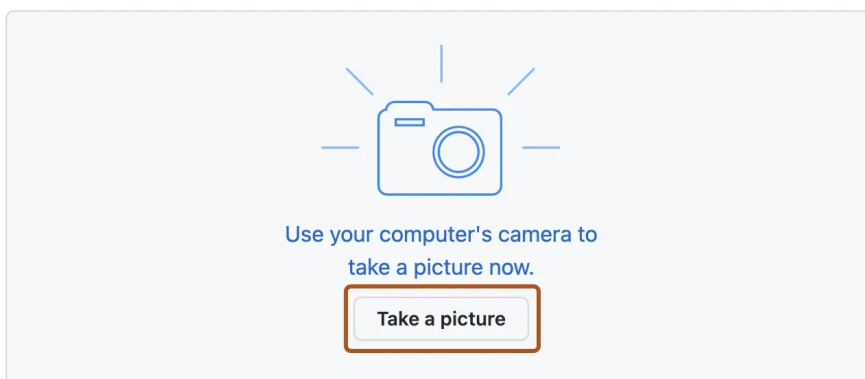 Use your computer's camera to
take a picture now.
Take a picture